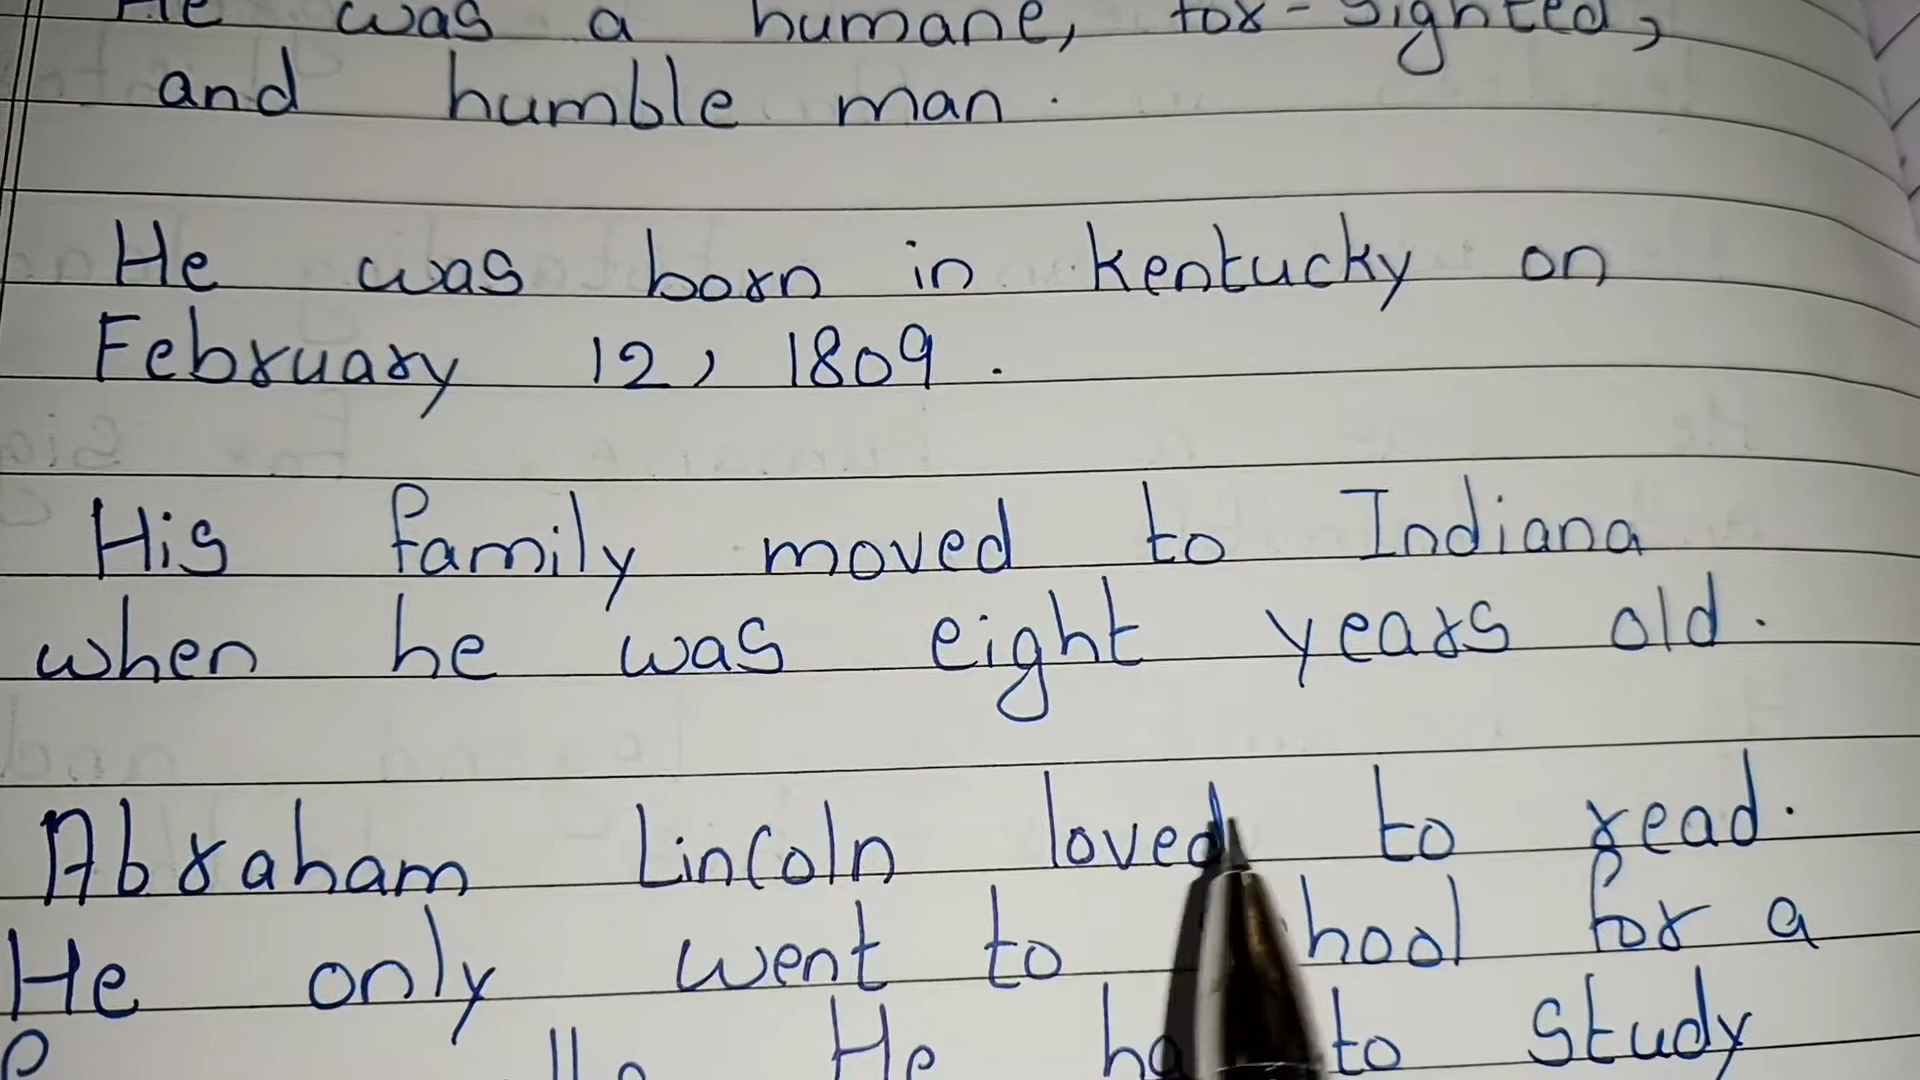 He was a humane, far-sighted,
and humble man.
He was born in Kentucky on
February 12, 1809.
His family moved to Indiana
when he was eight years old.
Abraham Lincoln loved to read.
He only went to for a
He to study